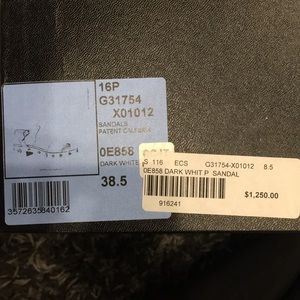 16P
G31754
X01012
SANDALS
PATENT CALFSKIN
0E858
DARK WHITE
38.5
3572635840162
S 116 ECS G31754-X01012 8.5
0E858 DARK WHIT P SANDAL
$1,250.00
916241